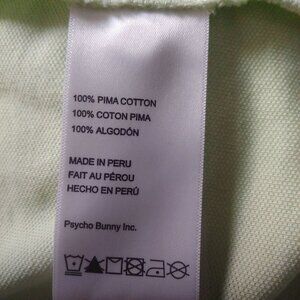 100% PIMA COTTON
100% COTON PIMA
100% ALGODÓN
MADE IN PERU
FAIT AU PÉROU
HECHO EN PERÚ
Psycho Bunny Inc.